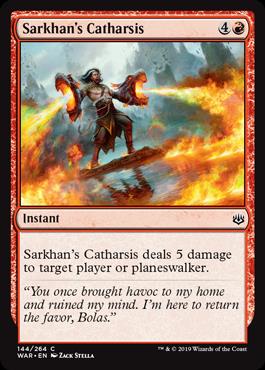 Sarkhan's Catharsis 4
Instant
Sarkhan's Catharsis deals 5 damage
to target player or planeswalker.
"You once brought havoc to my home
and ruined my mind. I'm here to return
the favor, Bolas."
144/264 C
WAR • EN Zack Stella
™ & © 2019 Wizards of the Coast